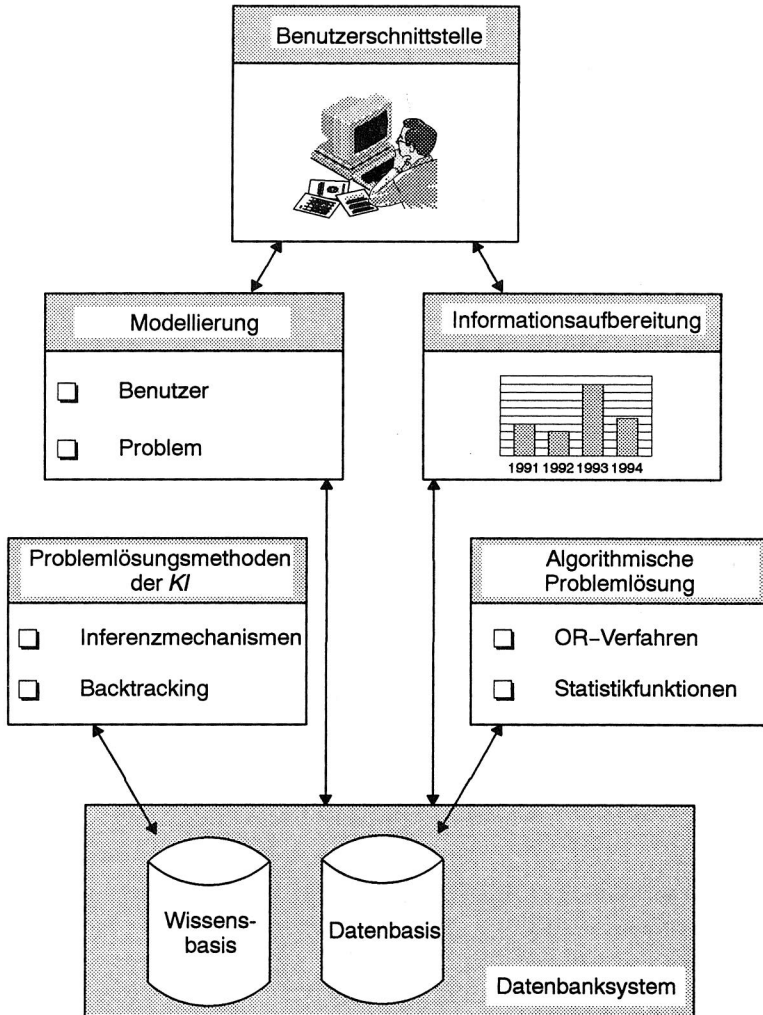 Benutzerschnittstelle
Modellierung
Benutzer
Problem
Informationsaufbereitung
1991 1992 1993 1994
Problemlösungsmethoden
der KI
Inferenzmechanismen
Backtracking
Algorithmische
Problemlösung
OR-Verfahren
Statistikfunktionen
Wissens-
basis
Datenbasis
Datenbanksystem